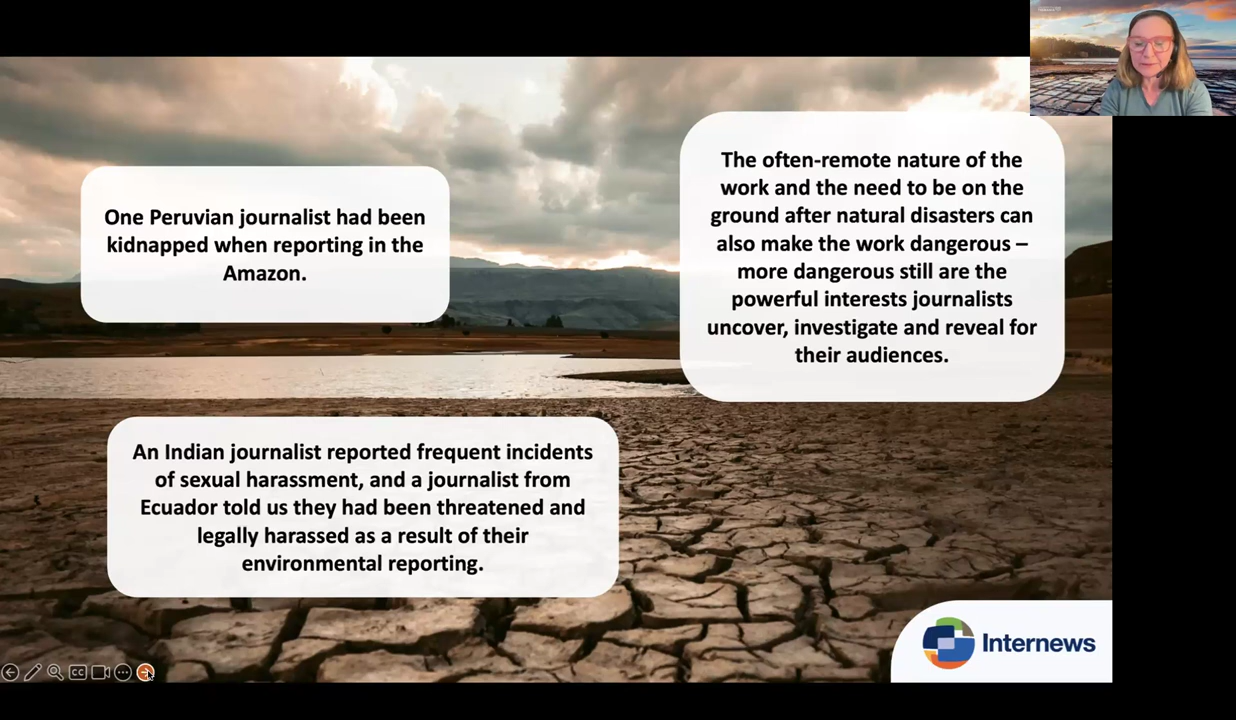 One Peruvian journalist had been
kidnapped when reporting in the
Amazon.
The often-remote nature of the
work and the need to be on the
ground after natural disasters can
also make the work dangerous –
more dangerous still are the
powerful interests journalists
uncover, investigate and reveal for
their audiences.
An Indian journalist reported frequent incidents
of sexual harassment, and a journalist from
Ecuador told us they had been threatened and
legally harassed as a result of their
environmental reporting.
Internews
CC